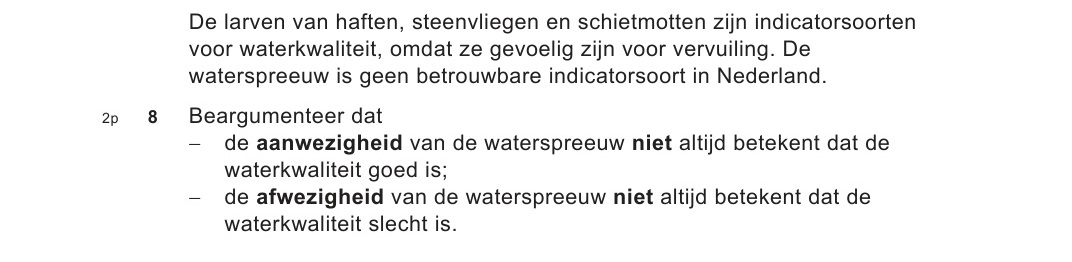 De larven van haften, steenvliegen en schietmotten zijn indicatorsoorten
voor waterkwaliteit, omdat ze gevoelig zijn voor vervuiling. De
waterspreeuw is geen betrouwbare indicatorsoort in Nederland.
2p 8 Beargumenteer dat
– de aanwezigheid van de waterspreeuw niet altijd betekent dat de
waterkwaliteit goed is;
– de afwezigheid van de waterspreeuw niet altijd betekent dat de
waterkwaliteit slecht is.